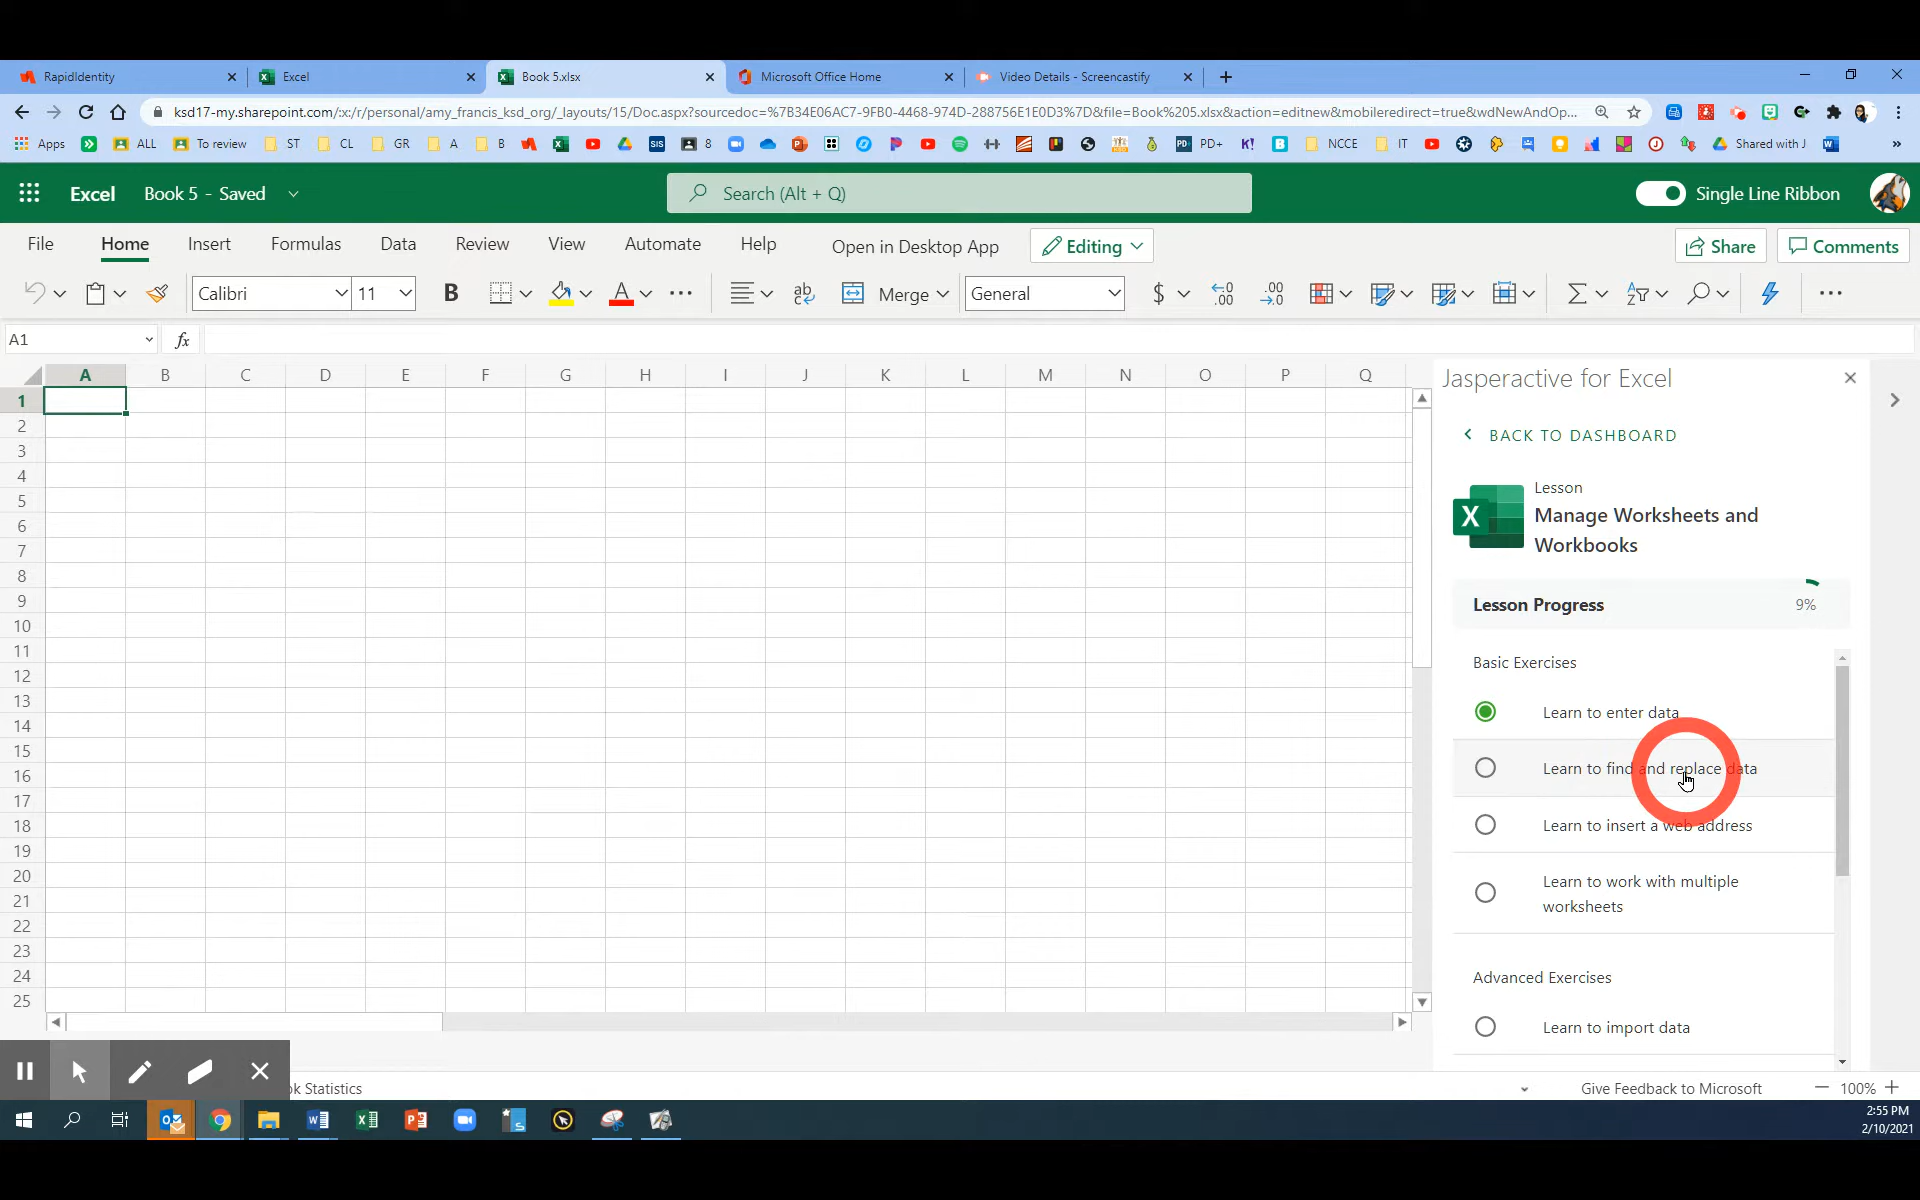 RapidIdentity
Excel
Book 5.xlsx
Microsoft Office Home
Video Details - Screencastify
ksd17-my.sharepoint.com/:x:/r/personal/amy_francis_ksd_org/_layouts/15/Doc.aspx?sourcedoc=%7B34E06AC7-9FB0-4468-974D-288756E1E0D3%7D&file=Book%205.xlsx&action=editnew&mobileredirect=true&wdNewAndOp...
Apps ALL To review ST CL GR A B SIS 8 PD PD+ K! B NCCE IT Shared with J »
Excel Book 5 - Saved Search (Alt + Q) Single Line Ribbon
File Home Insert Formulas Data Review View Automate Help Open in Desktop App Editing Share Comments
Calibri 11 B A ab Merge General $ .00 .00
A1 fx
A B C D E F G H I J K L M N O P Q
1
2
3
4
5
6
7
8
9
10
11
12
13
14
15
16
17
18
19
20
21
22
23
24
25
Jasperactive for Excel
BACK TO DASHBOARD
X
Lesson
Manage Worksheets and
Workbooks
Lesson Progress 9%
Basic Exercises
Learn to enter data
Learn to find and replace data
Learn to insert a web address
Learn to work with multiple
worksheets
Advanced Exercises
Learn to import data
ok Statistics Give Feedback to Microsoft 100%
2:55 PM
2/10/2021